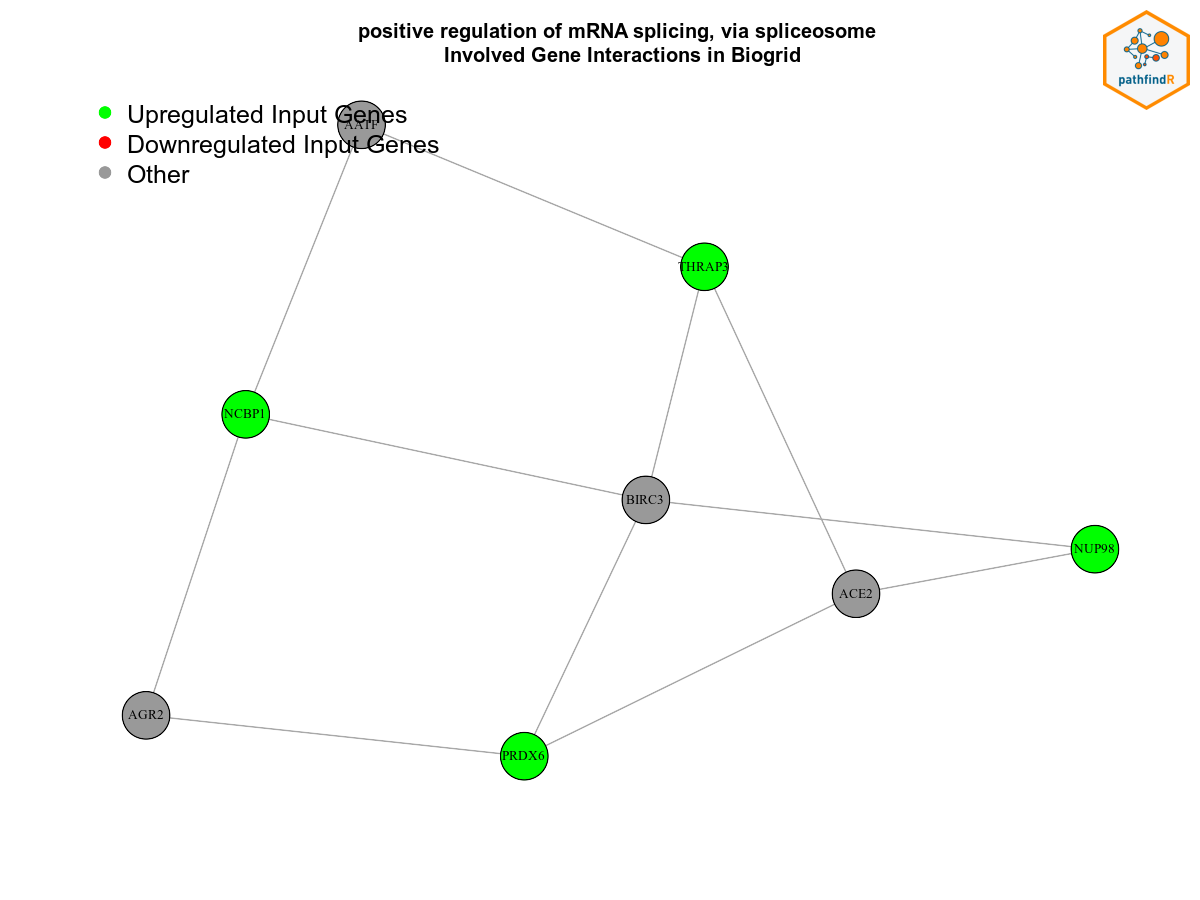 positive regulation of mRNA splicing, via spliceosome
Involved Gene Interactions in Biogrid
pathfindR
Upregulated Input Genes
AATF
Downregulated Input Genes
Other
THRAP3
NCBP1
BIRC3
NUP98
ACE2
AGR2
PRDX6